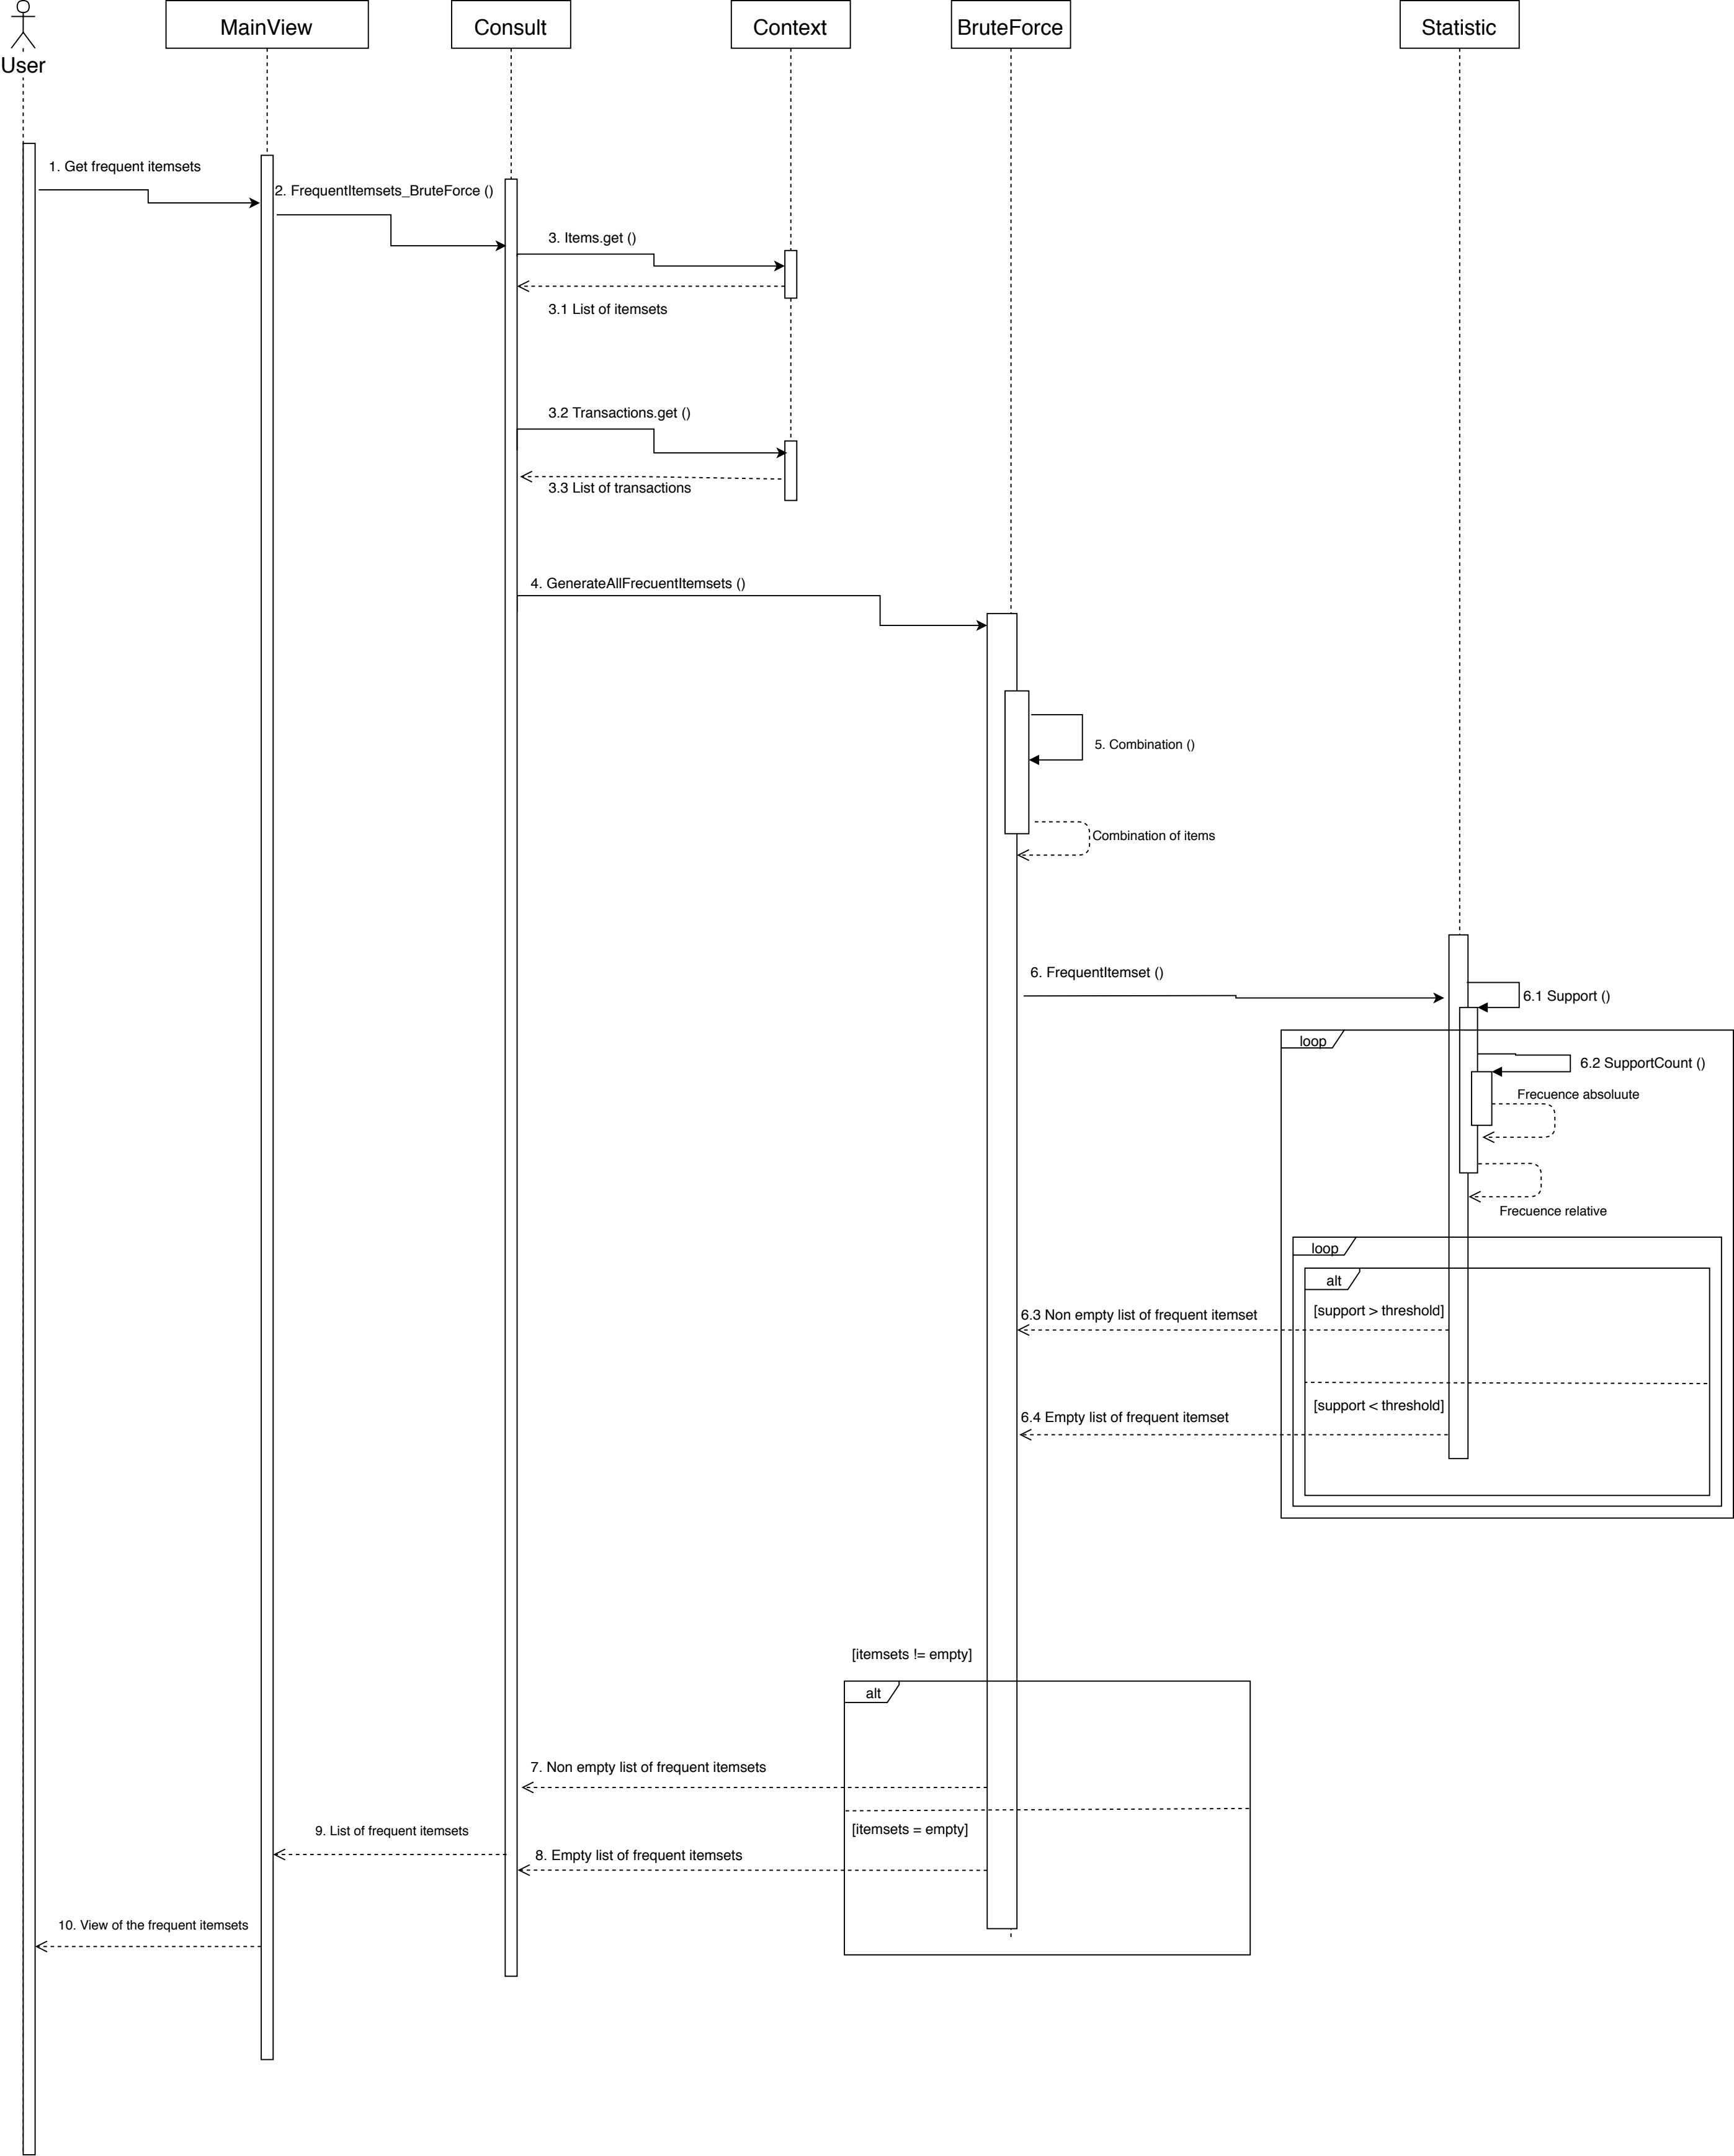 User
MainView
Consult
Context
BruteForce
Statistic
1. Get frequent itemsets
2. FrequentItemsets_BruteForce ()
3. Items.get ()
3.1 List of itemsets
3.2 Transactions.get ()
3.3 List of transactions
4. GenerateAllFrecuentItemsets ()
5. Combination ()
Combination of items
6. FrequentItemset ()
6.1 Support ()
loop
6.2 SupportCount ()
Frecuence absoluute
Frecuence relative
loop
alt
[support > threshold]
6.3 Non empty list of frequent itemset
[support < threshold]
6.4 Empty list of frequent itemset
[itemsets != empty]
alt
7. Non empty list of frequent itemsets
[itemsets = empty]
9. List of frequent itemsets
8. Empty list of frequent itemsets
10. View of the frequent itemsets